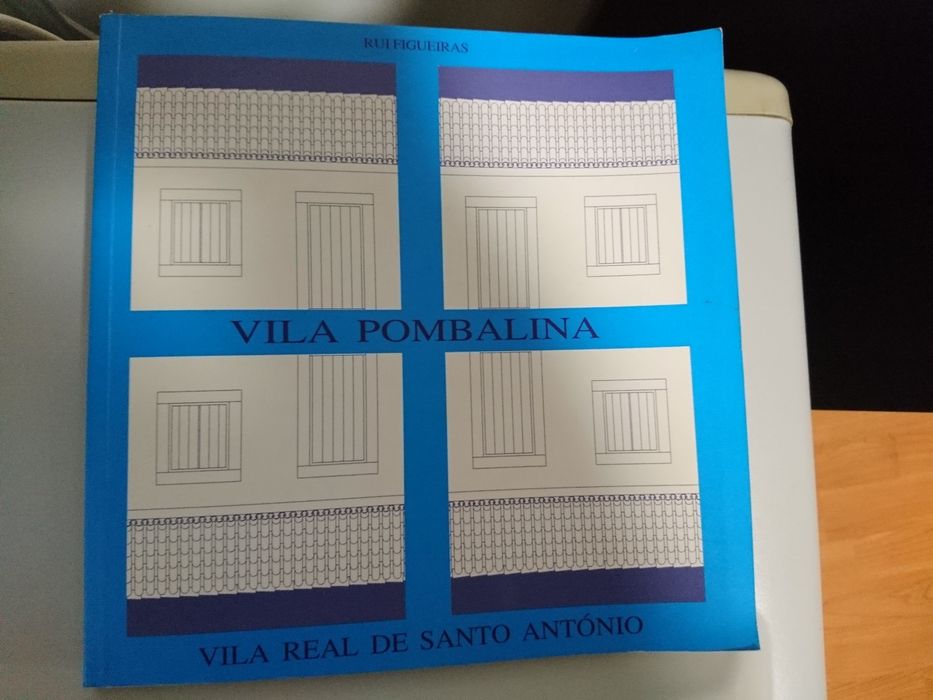 RUI FIGUEIRAS
VILA POMBALINA
VILA REAL DE SANTO ANTÓNIO